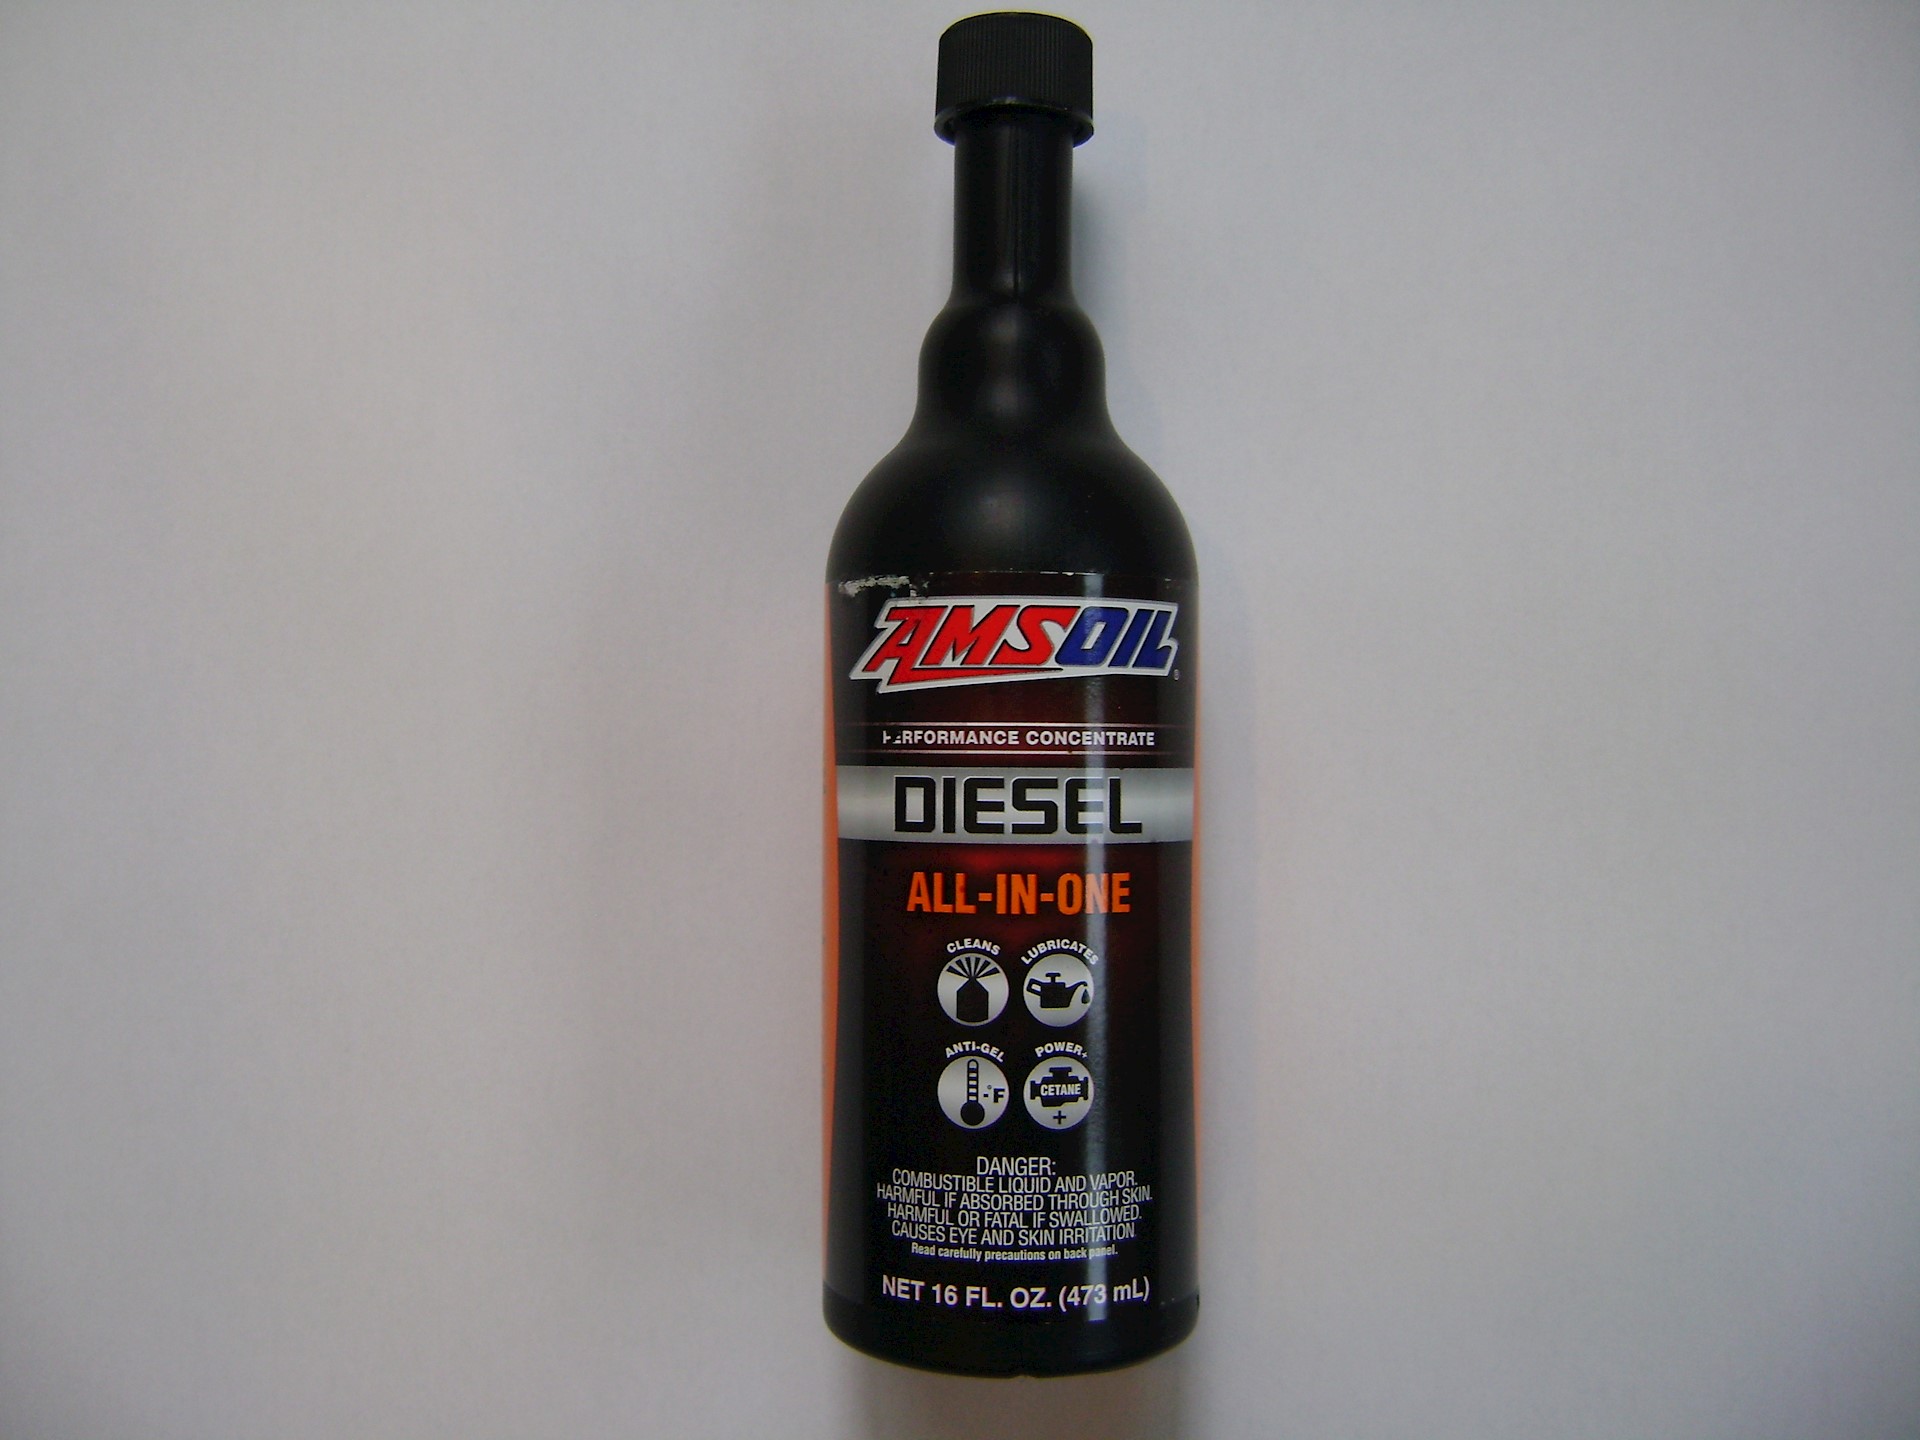 AMSOIL®
PERFORMANCE CONCENTRATE
DIESEL
ALL-IN-ONE
CLEANS LUBRICATES
ANTI-GEL POWER+
-°F CETANE
+
DANGER:
COMBUSTIBLE LIQUID AND VAPOR.
HARMFUL IF ABSORBED THROUGH SKIN.
HARMFUL OR FATAL IF SWALLOWED.
CAUSES EYE AND SKIN IRRITATION.
Read carefully precautions on back panel.
NET 16 FL. OZ. (473 mL)